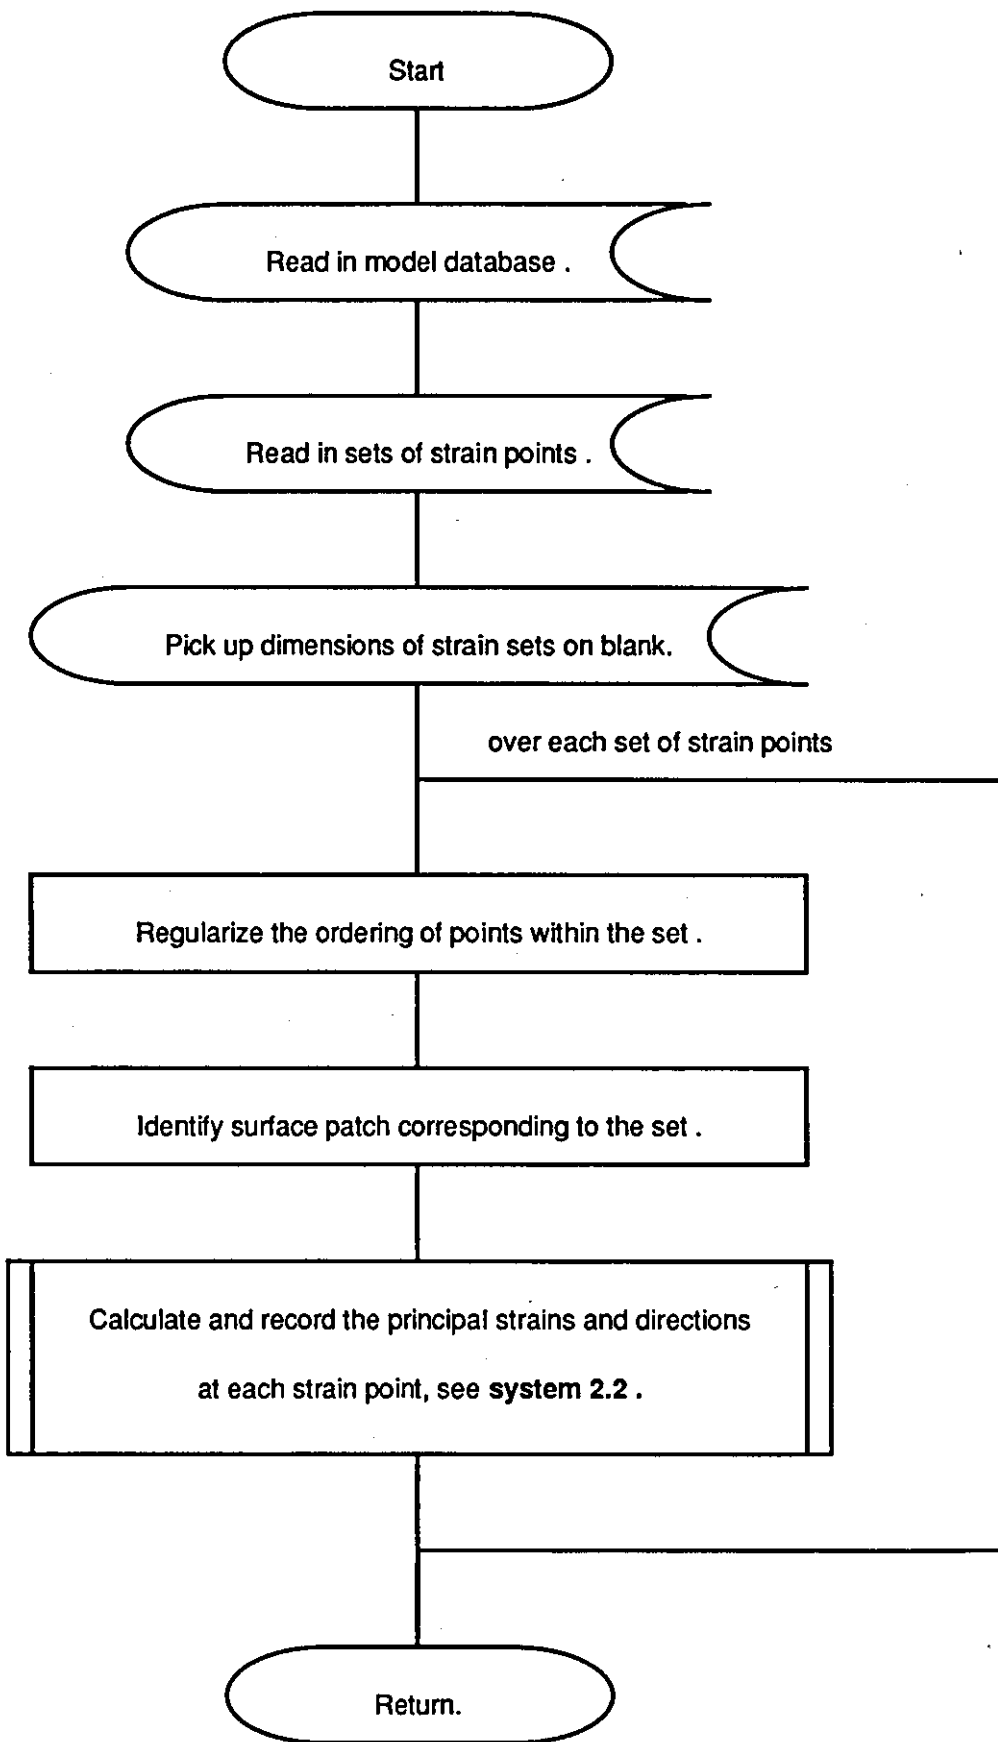 Start
Read in model database .
Read in sets of strain points .
Pick up dimensions of strain sets on blank.
over each set of strain points
Regularize the ordering of points within the set .
Identify surface patch corresponding to the set .
Calculate and record the principal strains and directions
at each strain point, see system 2.2 .
Return.